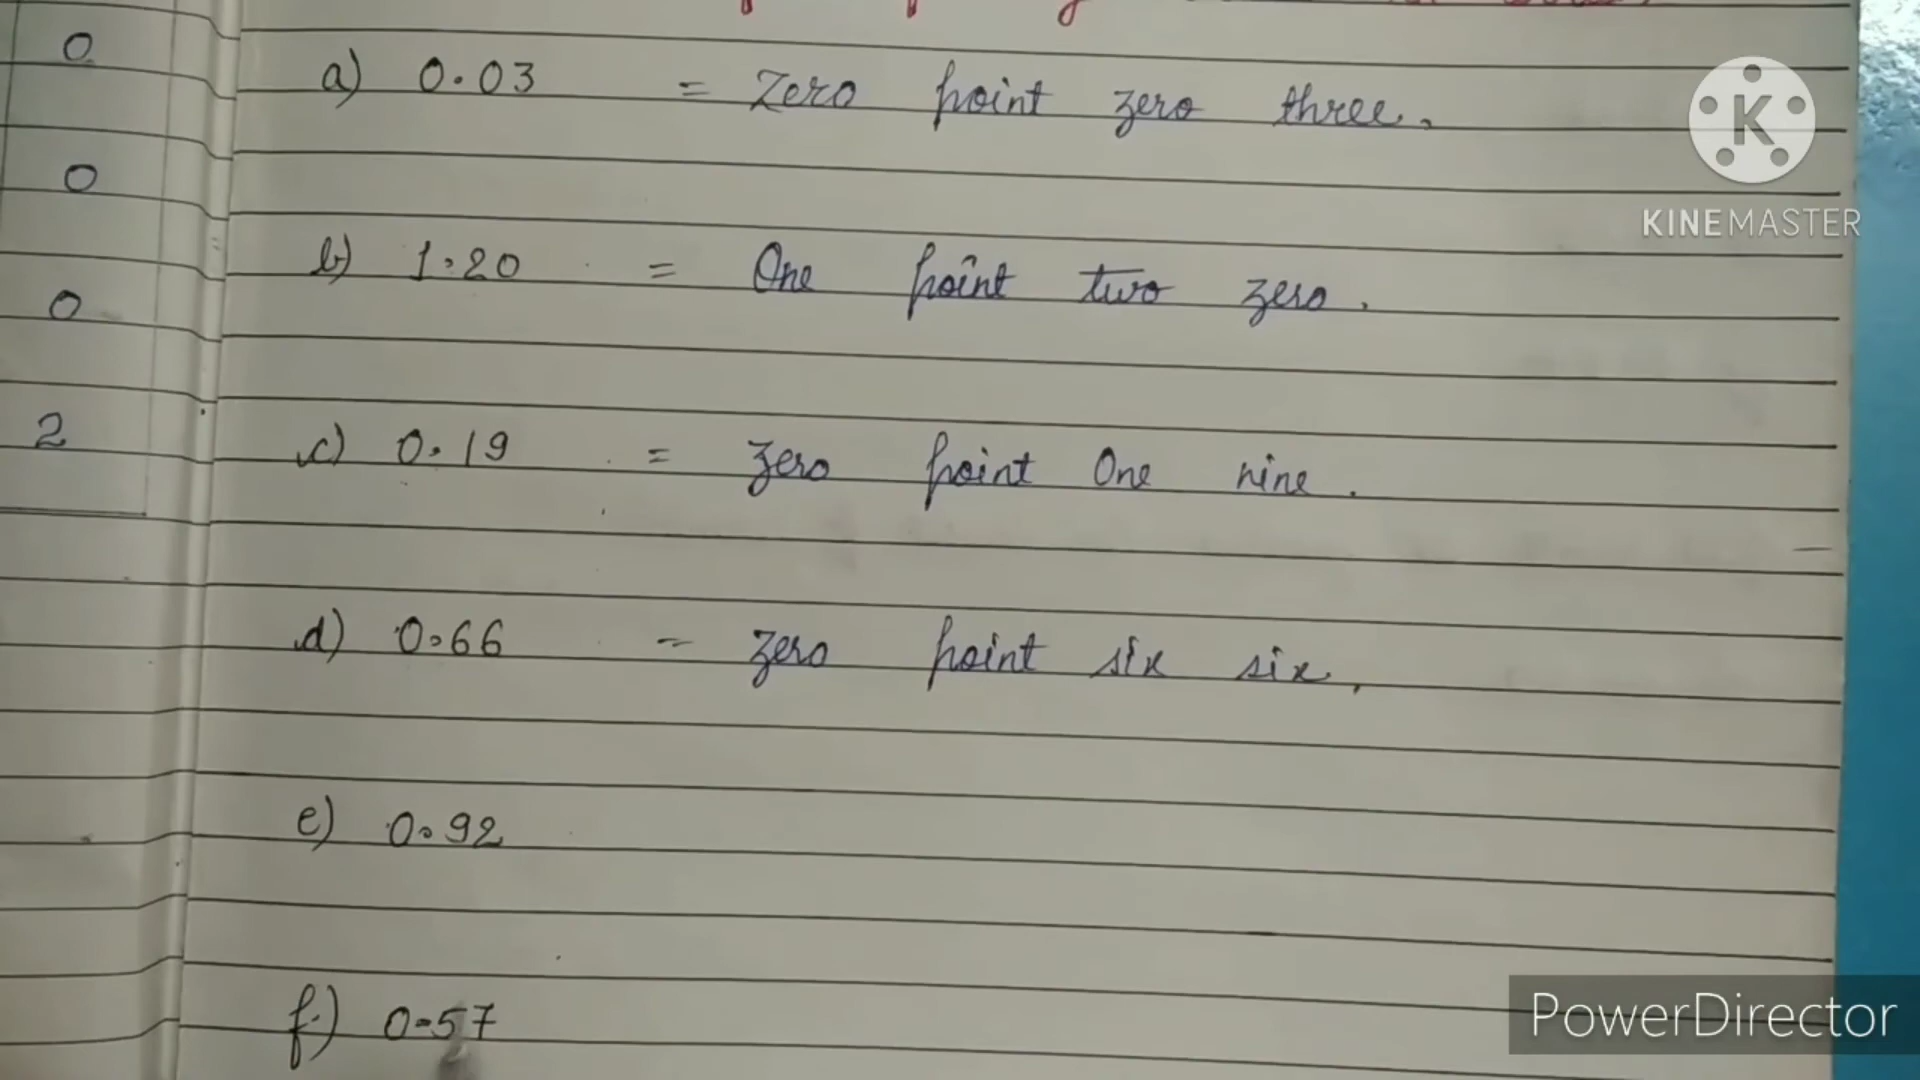 0
a) 0.03 = Zero point zero three.
0
b) 1.20 = One point two zero.
0
c) 0.19 = zero point One nine.
2
d) 0.66 = zero point six six.
e) 0.92
f) 0.57
K
KINEMASTER
PowerDirector